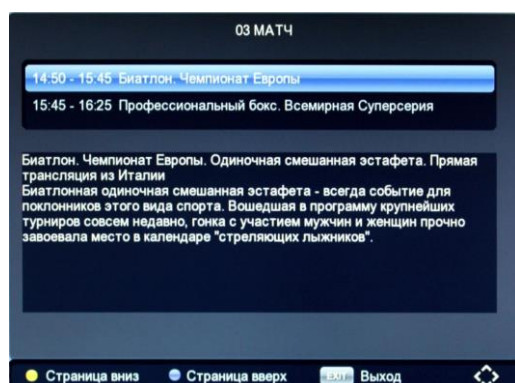 03 МАТЧ
14:50 - 15:45 Биатлон. Чемпионат Европы
15:45 - 16:25 Профессиональный бокс. Всемирная Суперсерия
Биатлон. Чемпионат Европы. Одиночная смешанная эстафета. Прямая
трансляция из Италии
Биатлонная одиночная смешанная эстафета - всегда событие для
поклонников этого вида спорта. Вошедшая в программу крупнейших
турниров совсем недавно, гонка с участием мужчин и женщин прочно
завоевала место в календаре "стреляющих лыжников".
Страница вниз Страница вверх EXIT Выход